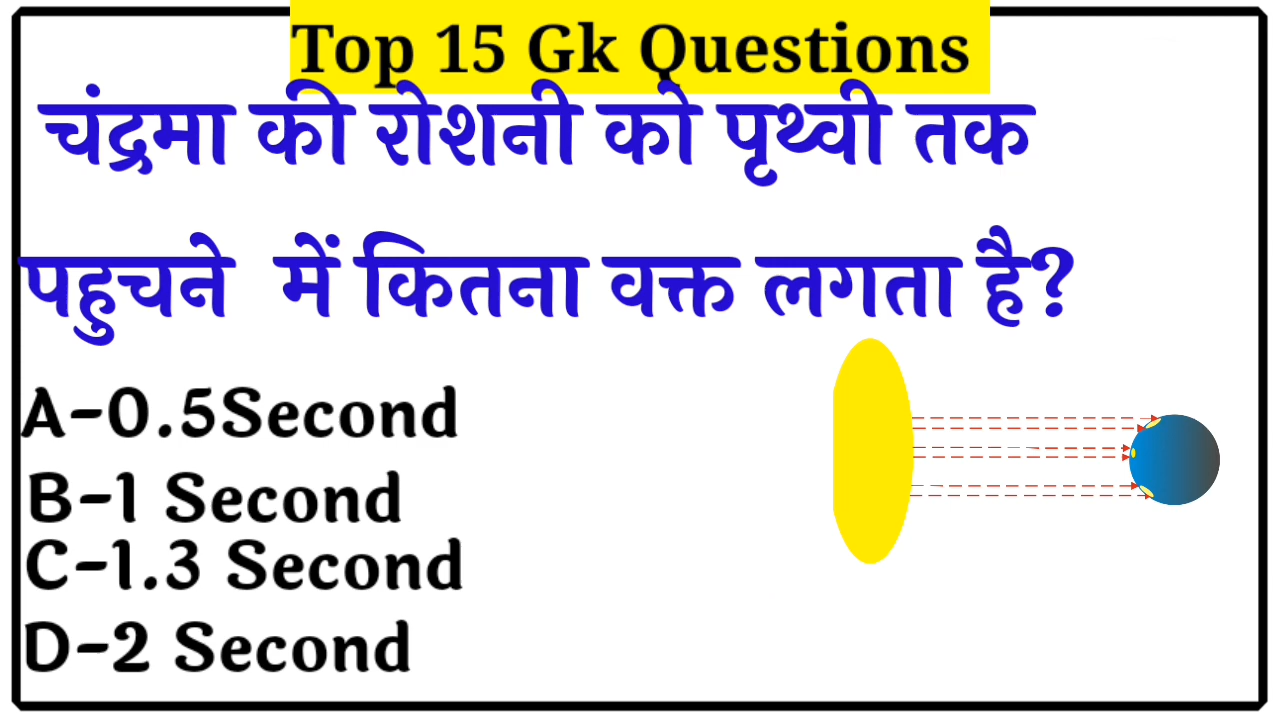 Top 15 Gk Questions
चंद्रमा की रोशनी को पृथ्वी तक
पहुचने में कितना वक्त लगता है?
A-0.5Second
B-1 Second
C-1.3 Second
D-2 Second